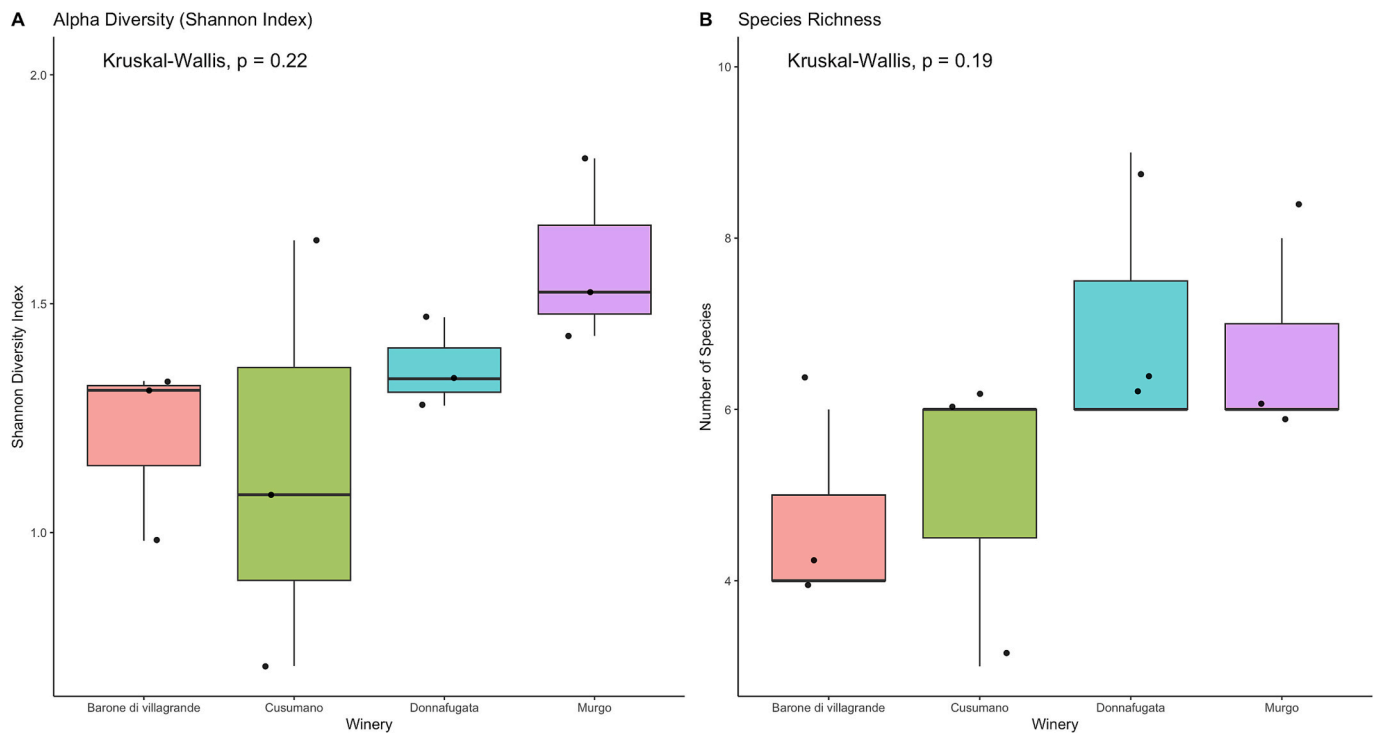 A Alpha Diversity (Shannon Index)
Kruskal-Wallis, p = 0.22
2.0
1.5
1.0
Shannon Diversity Index
Barone di villagrande Cusumano Donnafugata Murgo
Winery
B Species Richness
Kruskal-Wallis, p = 0.19
10
8
6
4
Number of Species
Barone di villagrande Cusumano Donnafugata Murgo
Winery